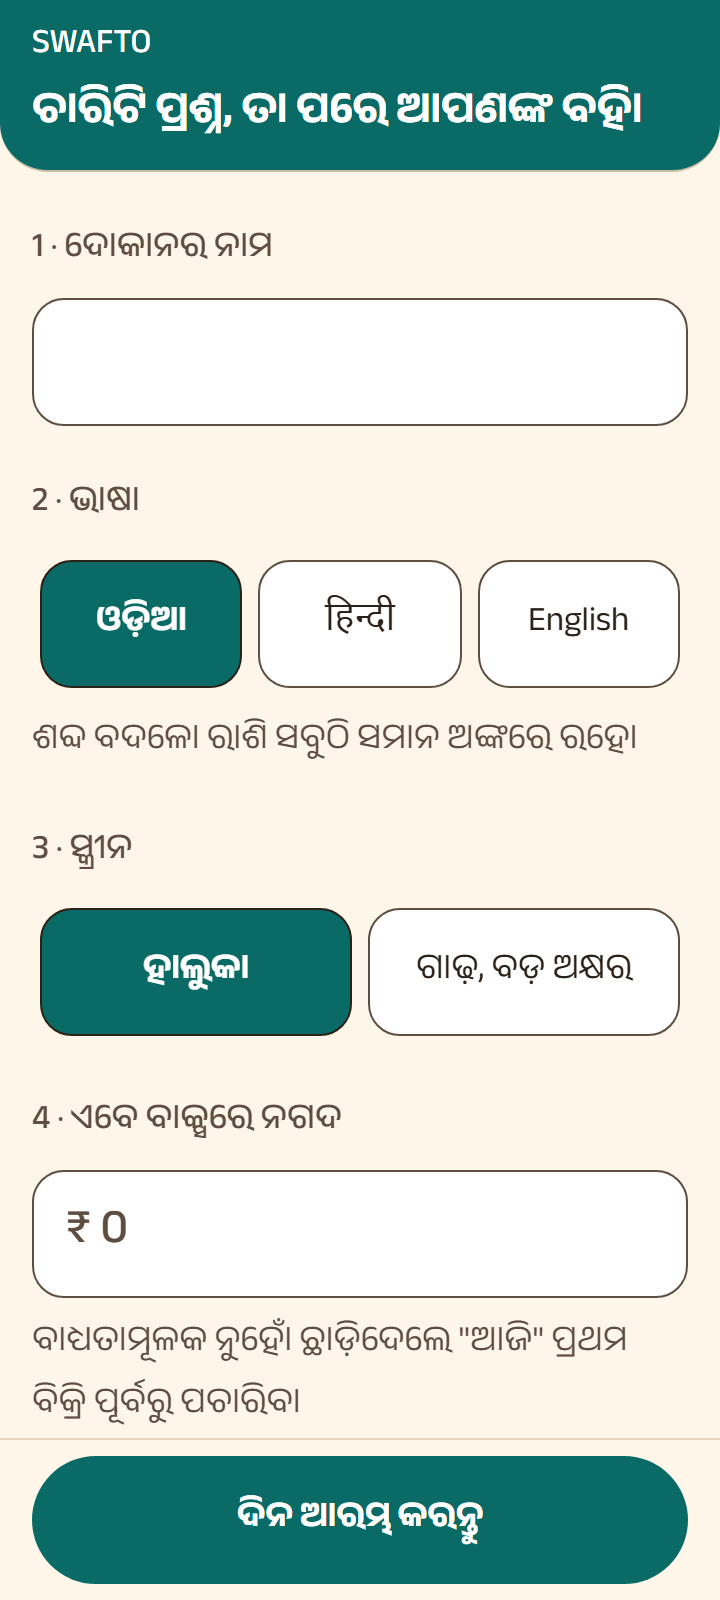 SWAFTO
ଚାରିଟି ପ୍ରଶ୍ନ, ତା ପରେ ଆପଣଙ୍କ ବହି।
1 · ଦୋକାନର ନାମ
2 · ଭାଷା
ଓଡ଼ିଆ
हिन्दी
English
ଶବ୍ଦ ବଦଳେ। ରାଶି ସବୁଠି ସମାନ ଅଙ୍କରେ ରହେ।
3 · ସ୍କ୍ରୀନ
ହାଲୁକା
ଗାଢ଼, ବଡ଼ ଅକ୍ଷର
4 · ଏବେ ବାକ୍ସରେ ନଗଦ
₹ 0
ବାଧ୍ୟତାମୂଳକ ନୁହେଁ। ଛାଡ଼ିଦେଲେ "ଆଜି" ପ୍ରଥମ
ବିକ୍ରି ପୂର୍ବରୁ ପଚାରିବ।
ଦିନ ଆରମ୍ଭ କରନ୍ତୁ